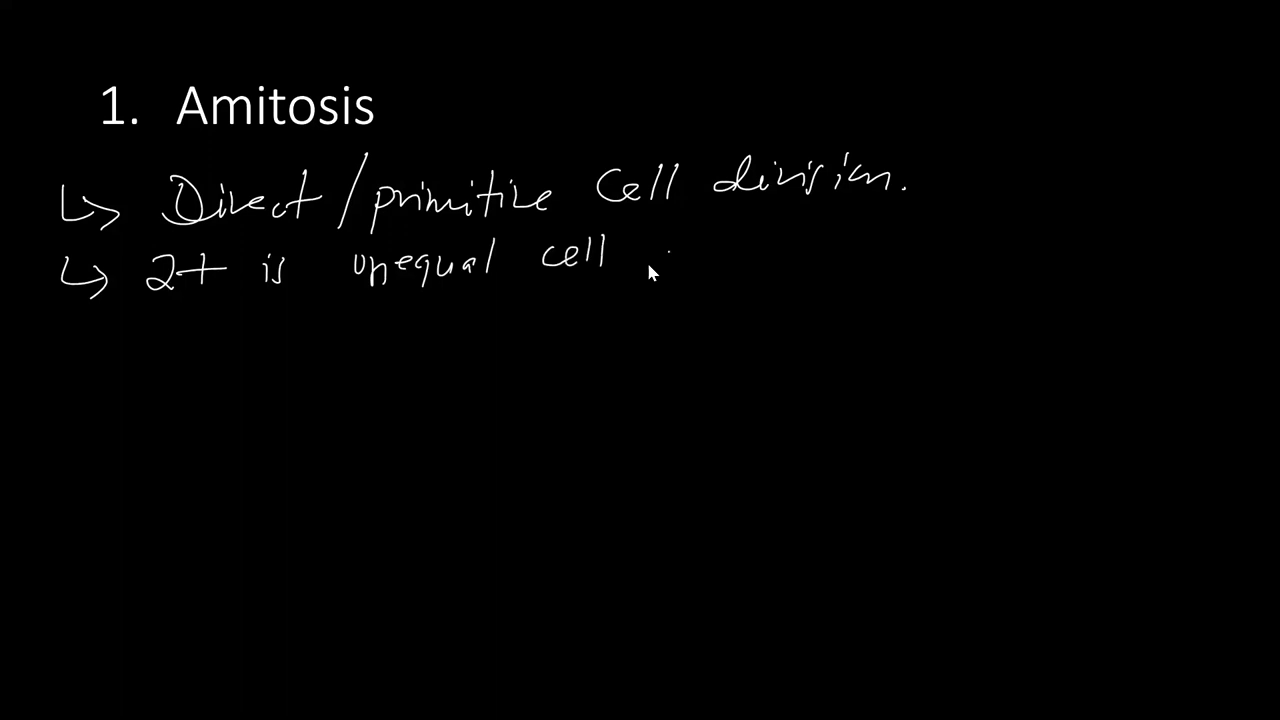 1. Amitosis
↳ Direct/primitive Cell division.
↳ It is unequal cell